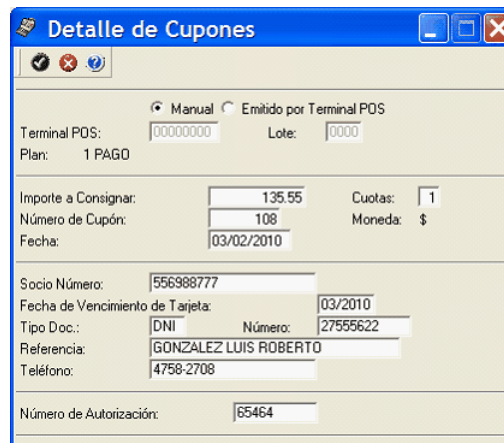 Detalle de Cupones
Manual Emitido por Terminal POS
Terminal POS: 00000000 Lote: 0000
Plan: 1 PAGO
Importe a Consignar: 135.55 Cuotas: 1
Número de Cupón: 108 Moneda: $
Fecha: 03/02/2010
Socio Número: 556988777
Fecha de Vencimiento de Tarjeta: 03/2010
Tipo Doc.: DNI Número: 27555622
Referencia: GONZALEZ LUIS ROBERTO
Teléfono: 4758-2708
Número de Autorización: 65464